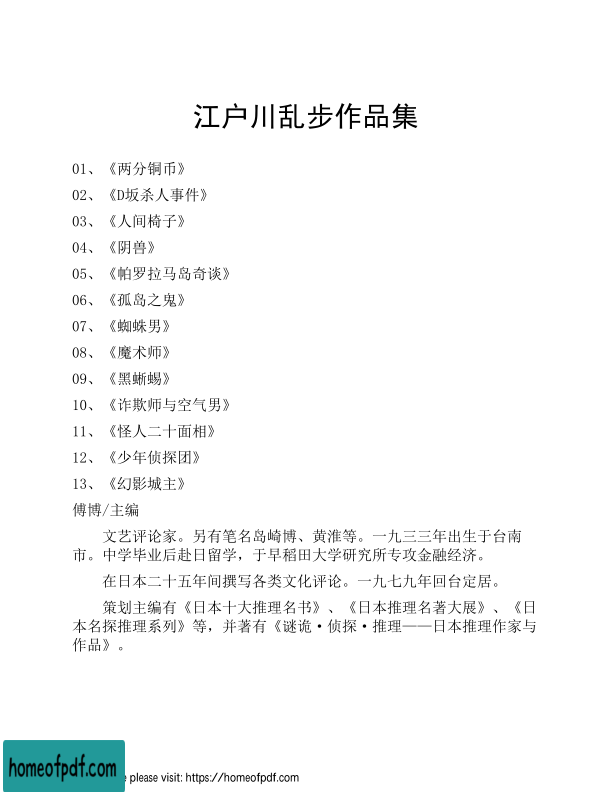 江户川乱步作品集
01、《两分铜币》
02、《D坂杀人事件》
03、《人间椅子》
04、《阴兽》
05、《帕罗拉马岛奇谈》
06、《孤岛之鬼》
07、《蜘蛛男》
08、《魔术师》
09、《黑蜥蜴》
10、《诈欺师与空气男》
11、《怪人二十面相》
12、《少年侦探团》
13、《幻影城主》
傅博/主编
文艺评论家。另有笔名岛崎博、黄淮等。一九三三年出生于台南
市。中学毕业后赴日留学，于早稻田大学研究所专攻金融经济。
在日本二十五年间撰写各类文化评论。一九七九年回台定居。
策划主编有《日本十大推理名书》、《日本推理名著大展》、《日
本名探推理系列》等，并著有《谜诡·侦探·推理——日本推理作家与
作品》。
homeofpdf.com
e please visit: https://homeofpdf.com